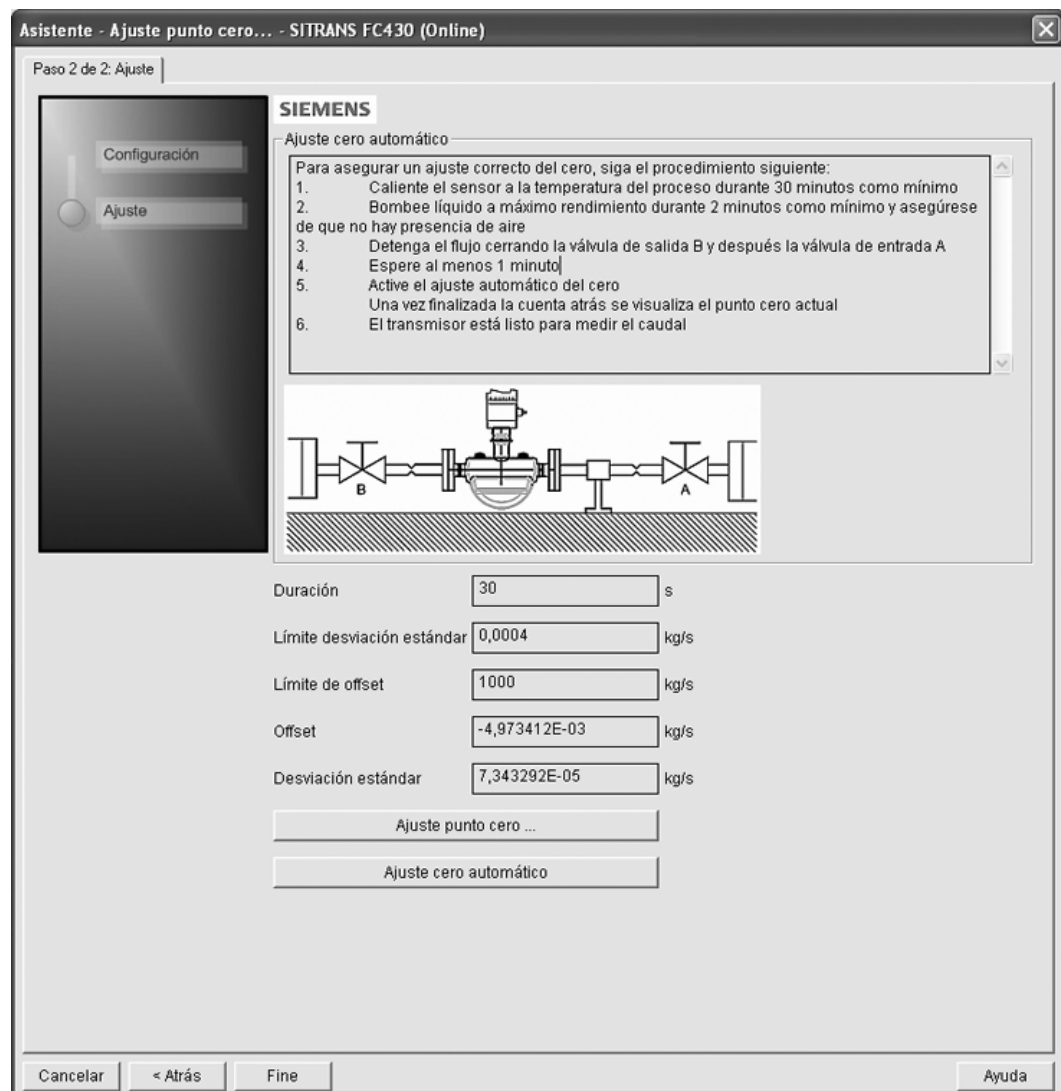 Asistente - Ajuste punto cero... - SITRANS FC430 (Online)
Paso 2 de 2: Ajuste
Configuración
Ajuste
SIEMENS
Ajuste cero automático
Para asegurar un ajuste correcto del cero, siga el procedimiento siguiente:
1. Caliente el sensor a la temperatura del proceso durante 30 minutos como mínimo
2. Bombee líquido a máximo rendimiento durante 2 minutos como mínimo y asegúrese
de que no hay presencia de aire
3. Detenga el flujo cerrando la válvula de salida B y después la válvula de entrada A
4. Espere al menos 1 minuto
5. Active el ajuste automático del cero
Una vez finalizada la cuenta atrás se visualiza el punto cero actual
6. El transmisor está listo para medir el caudal
B
A
Duración 30 s
Límite desviación estándar 0,0004 kg/s
Límite de offset 1000 kg/s
Offset -4,973412E-03 kg/s
Desviación estándar 7,343292E-05 kg/s
Ajuste punto cero ...
Ajuste cero automático
Cancelar < Atrás Fine Ayuda